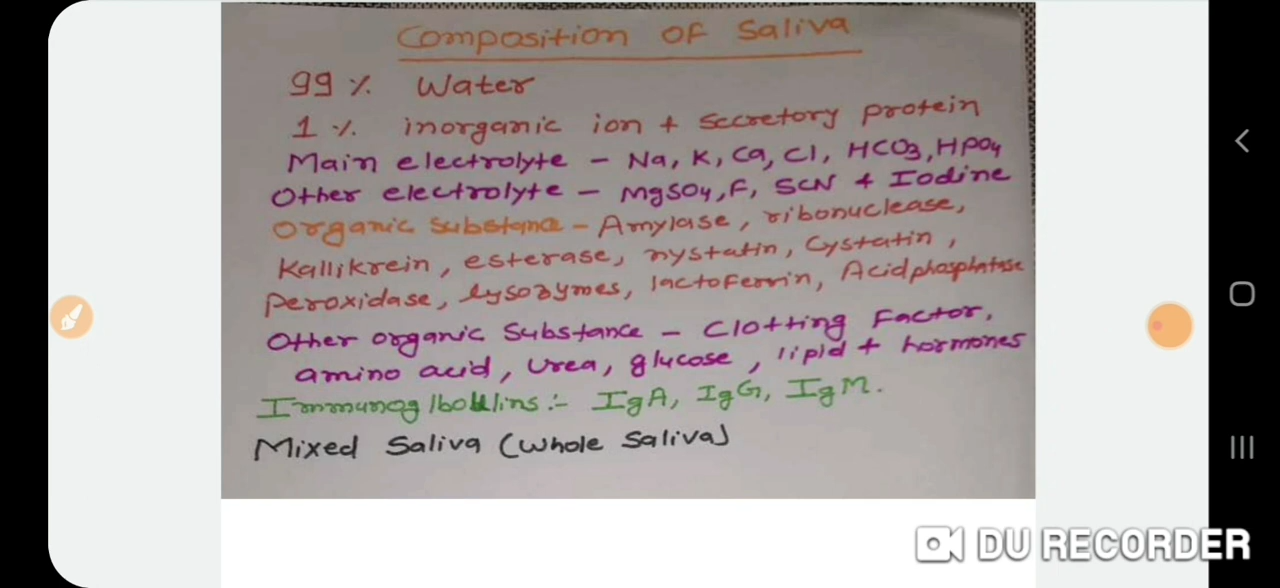 Composition of Saliva
99 % Water
1 % inorganic ion + Secretory protein
Main electrolyte - Na, K, Ca, Cl, HCO3, HPO4
Other electrolyte - MgSO4, F, SCN + Iodine
Organic Substance - Amylase, ribonuclease,
Kallikrein, esterase, nystatin, Cystatin,
Peroxidase, lysozymes, lactoferrin, Acid phosphatase
Other organic Substance - Clotting Factor,
amino acid, urea, glucose, lipid + hormones
Immunoglboulins :- IgA, IgG, IgM.
Mixed Saliva (Whole Saliva)
DU RECORDER